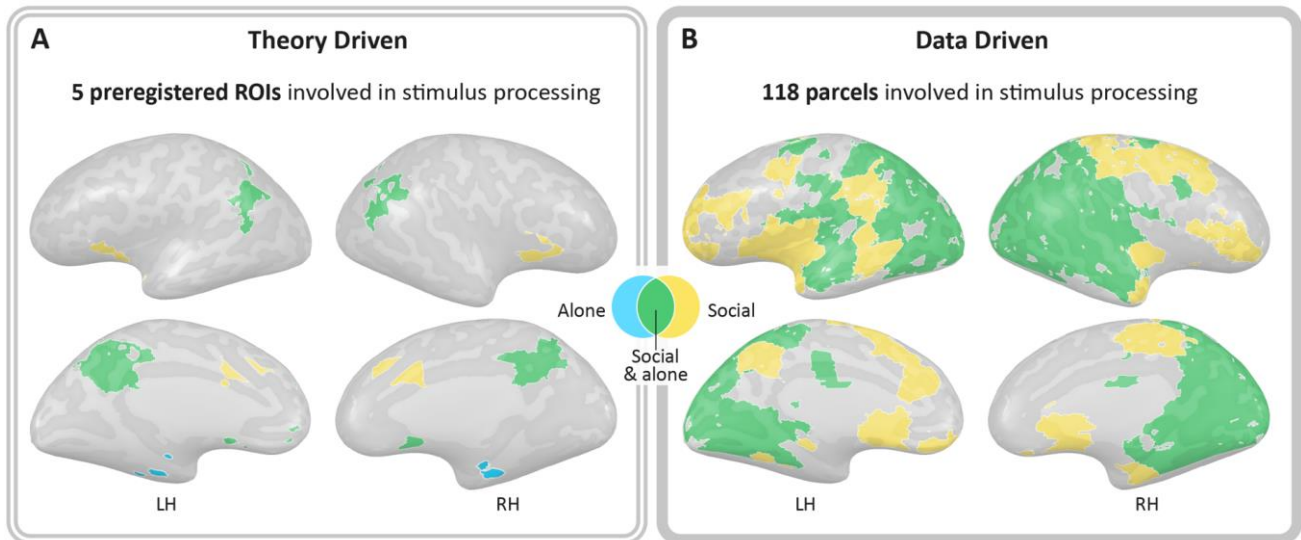 A
Theory Driven
5 preregistered ROIs involved in stimulus processing
LH
RH
Alone
Social
Social
& alone
B
Data Driven
118 parcels involved in stimulus processing
LH
RH